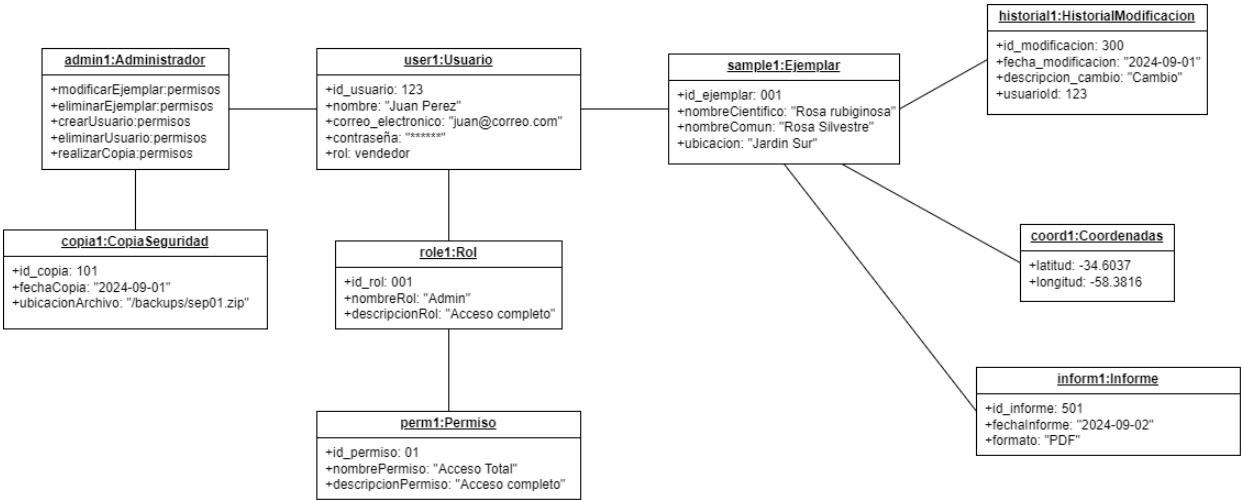 historial1:HistorialModificacion
+id_modificacion: 300
+fecha_modificacion: "2024-09-01"
+descripcion_cambio: "Cambio"
+usuarioId: 123
admin1:Administrador
+modificarEjemplar:permisos
+eliminarEjemplar:permisos
+crearUsuario:permisos
+eliminarUsuario:permisos
+realizarCopia:permisos
user1:Usuario
+id_usuario: 123
+nombre: "Juan Perez"
+correo_electronico: "juan@correo.com"
+contraseña: "******"
+rol: vendedor
sample1:Ejemplar
+id_ejemplar: 001
+nombreCientifico: "Rosa rubiginosa"
+nombreComun: "Rosa Silvestre"
+ubicacion: "Jardin Sur"
copia1:CopiaSeguridad
+id_copia: 101
+fechaCopia: "2024-09-01"
+ubicacionArchivo: "/backups/sep01.zip"
role1:Rol
+id_rol: 001
+nombreRol: "Admin"
+descripcionRol: "Acceso completo"
coord1:Coordenadas
+latitud: -34.6037
+longitud: -58.3816
inform1:Informe
+id_informe: 501
+fechaInforme: "2024-09-02"
+formato: "PDF"
perm1:Permiso
+id_permiso: 01
+nombrePermiso: "Acceso Total"
+descripcionPermiso: "Acceso completo"